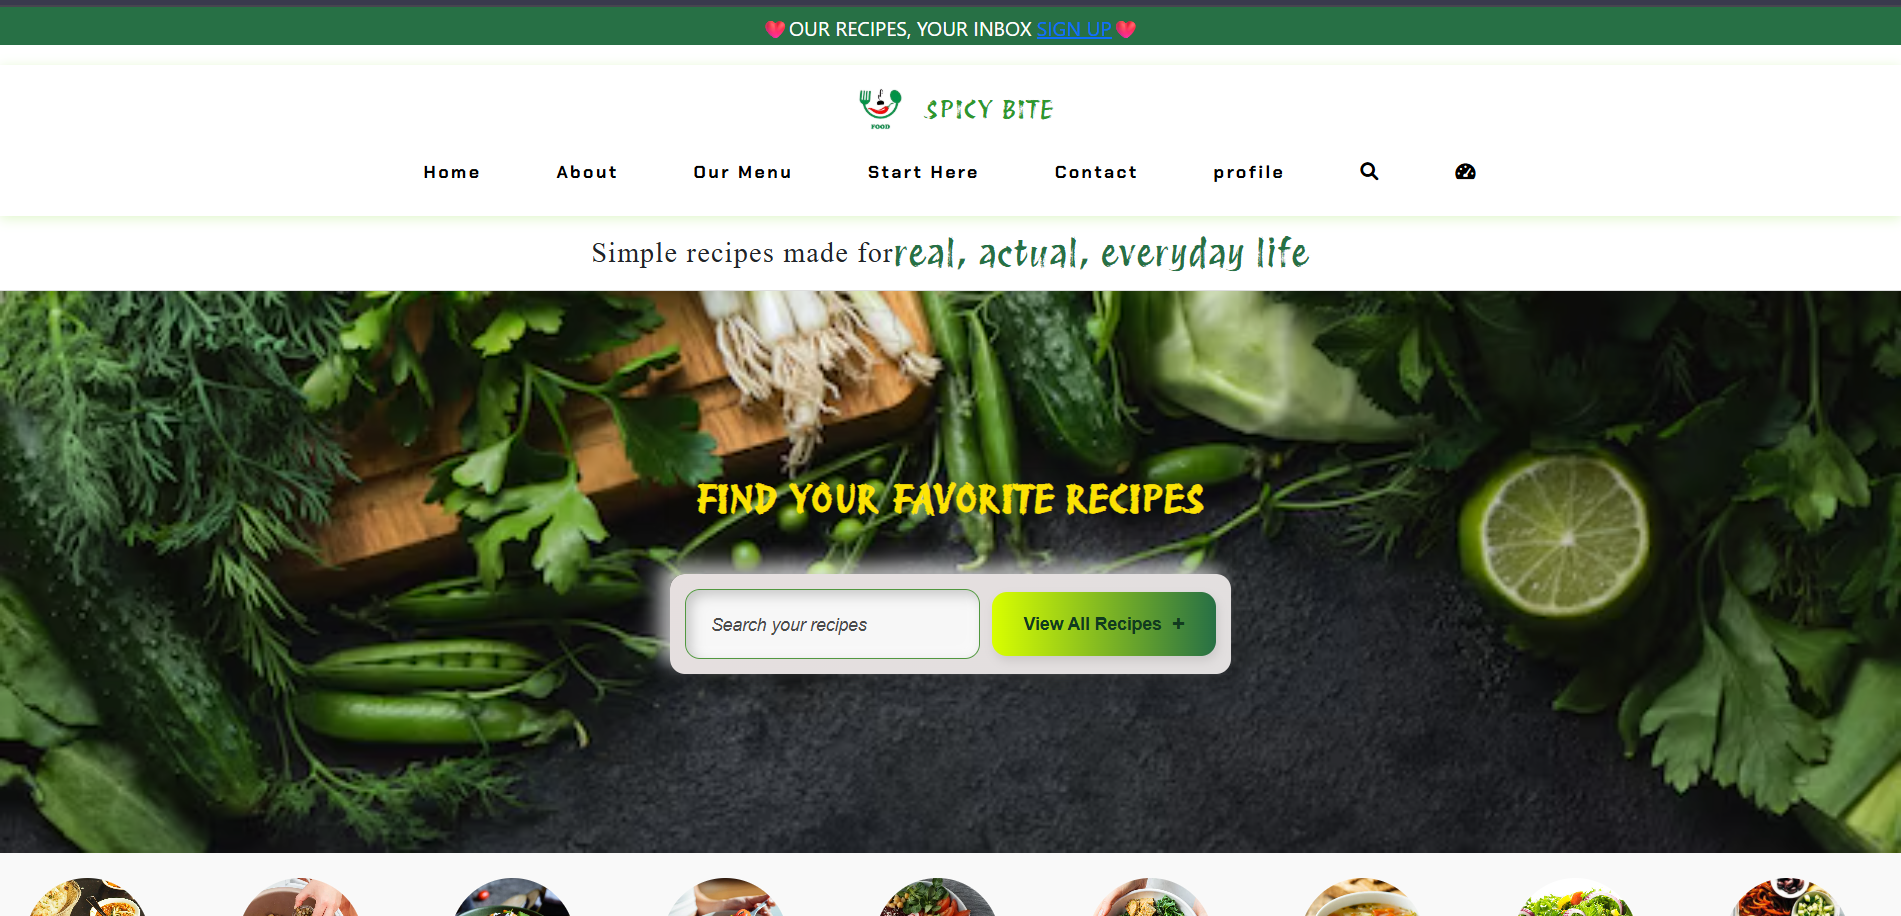 OUR RECIPES, YOUR INBOX SIGN UP
FOOD
SPICY BITE
Home About Our Menu Start Here Contact profile
Simple recipes made forreal, actual, everyday life
FIND YOUR FAVORITE RECIPES
Search your recipes
View All Recipes +